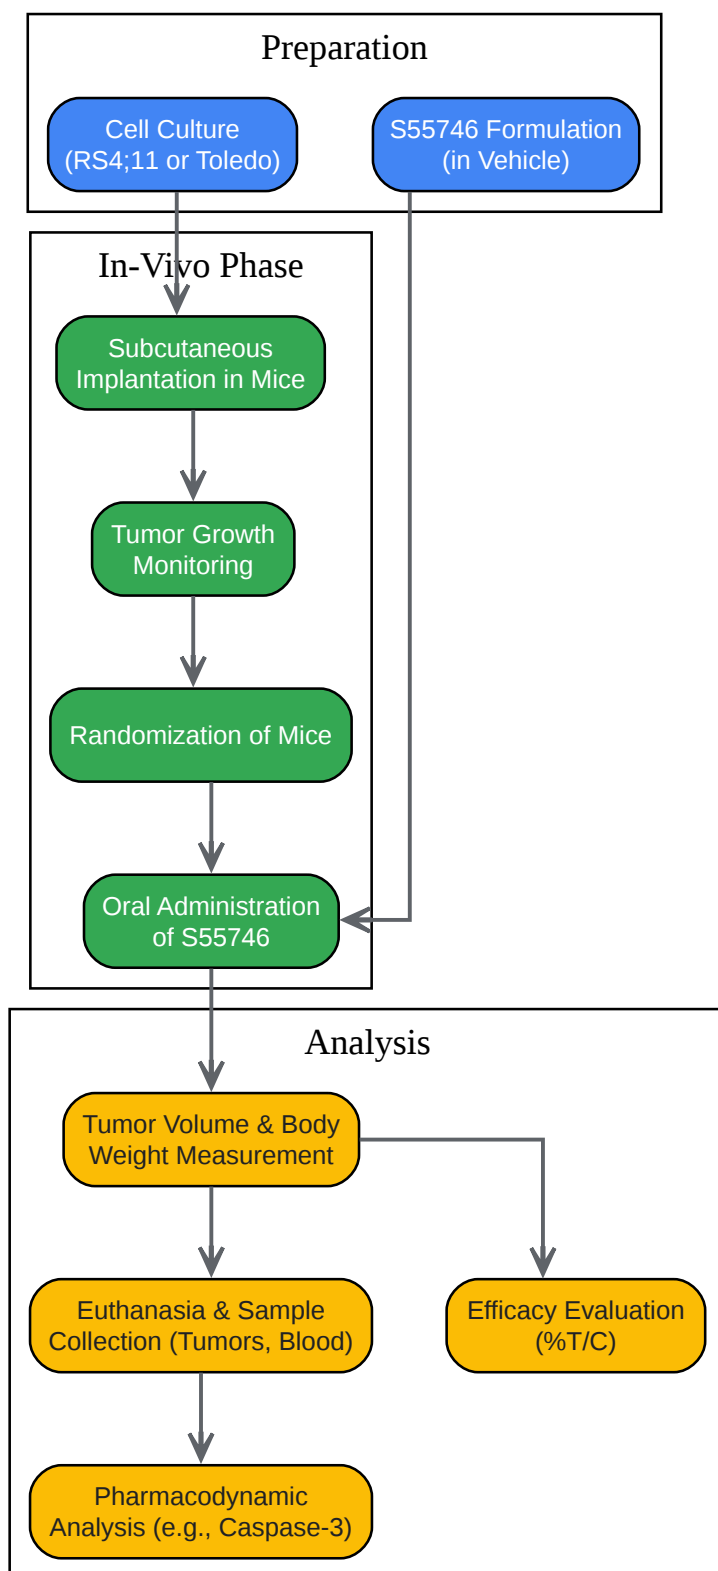 Preparation
Cell Culture
(RS4;11 or Toledo)
S55746 Formulation
(in Vehicle)
In-Vivo Phase
Subcutaneous
Implantation in Mice
Tumor Growth
Monitoring
Randomization of Mice
Oral Administration
of S55746
Analysis
Tumor Volume & Body
Weight Measurement
Euthanasia & Sample
Collection (Tumors, Blood)
Efficacy Evaluation
(%T/C)
Pharmacodynamic
Analysis (e.g., Caspase-3)